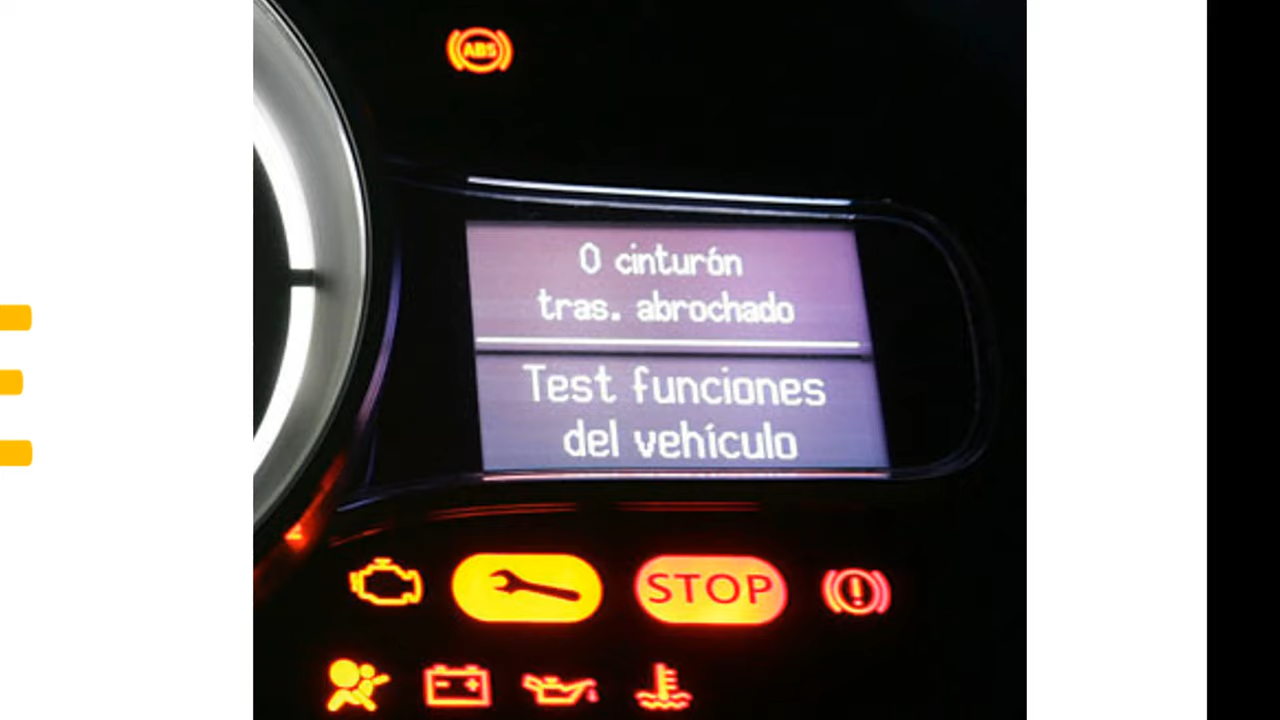 ABS
0 cinturón
tras. abrochado
Test funciones
del vehículo
STOP